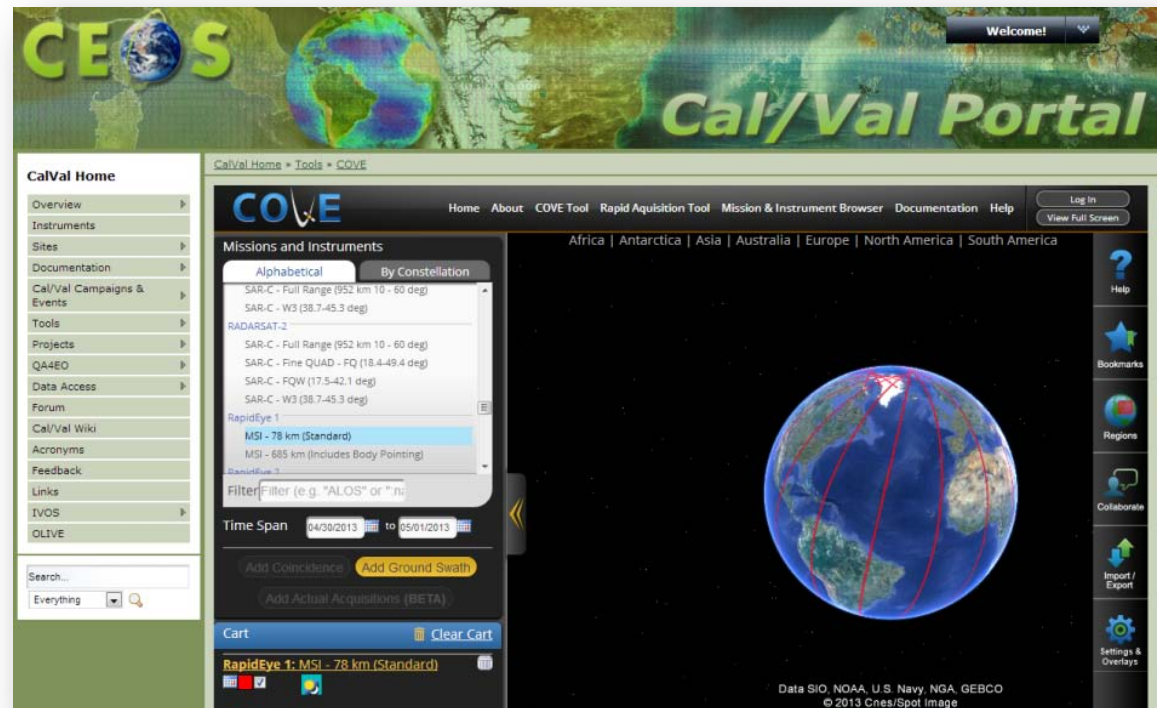 CEOS
Welcome!
Cal/Val Portal
CalVal Home
Overview
Instruments
Sites
Documentation
Cal/Val Campaigns &
Events
Tools
Projects
QA4EO
Data Access
Forum
Cal/Val Wiki
Acronyms
Feedback
Links
IVOS
OLIVE
Search...
Everything
CalVal Home » Tools » COVE
COVE
Home About COVE Tool Rapid Aquisition Tool Mission & Instrument Browser Documentation Help
Log In
View Full Screen
Missions and Instruments
Alphabetical By Constellation
SAR-C - Full Range (952 km 10 - 60 deg)
SAR-C - W3 (38.7-45.3 deg)
RADARSAT-2
SAR-C - Full Range (952 km 10 - 60 deg)
SAR-C - Fine QUAD - FQ (18.4-49.4 deg)
SAR-C - FQW (17.5-42.1 deg)
SAR-C - W3 (38.7-45.3 deg)
RapidEye 1
MSI - 78 km (Standard)
MSI - 685 km (Includes Body Pointing)
RapidEye 2
Filter Filter (e.g. "ALOS" or ":na
Time Span 04/30/2013 to 05/01/2013
Add Coincidence Add Ground Swath
Add Actual Acquisitions (BETA)
Cart Clear Cart
RapidEye 1: MSI - 78 km (Standard)
Africa | Antarctica | Asia | Australia | Europe | North America | South America
Data SIO, NOAA, U.S. Navy, NGA, GEBCO
© 2013 Cnes/Spot Image
Help
Bookmarks
Regions
Collaborate
Import /
Export
Settings &
Overlays